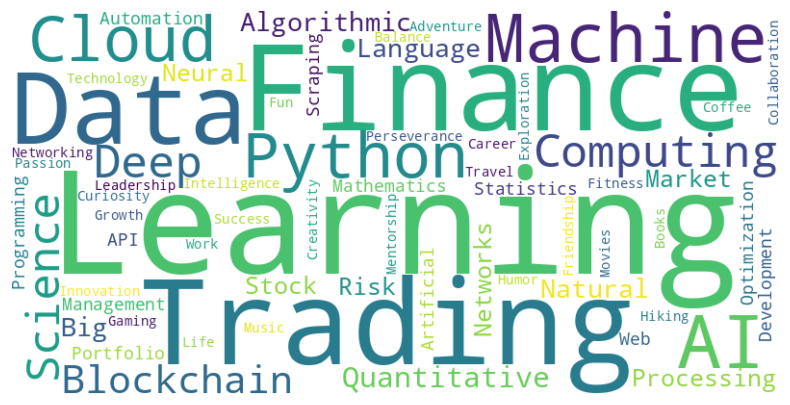 Automation
Cloud
Algorithmic
Adventure
Machine
Balance
Language
Collaboration
Scraping
Technology
Neural
Finance
Data
Fun
Coffee
Exploration
Perseverance
Career
Networking
Passion
Deep
Python
Computing
Travel
Leadership
Intelligence
Mathematics
Statistics
Fitness
Market
Programming
Curiosity
Growth
Success
Creativity
Mentorship
Learning
Friendship
Books
Optimization
Science
API
Work
Movies
Development
Networks
Artificial
Innovation
Management
Stock
Risk
Humor
Natural
Trading
Big
Gaming
Music
Hiking
Web
AI
Portfolio
Life
Blockchain
Quantitative
Processing